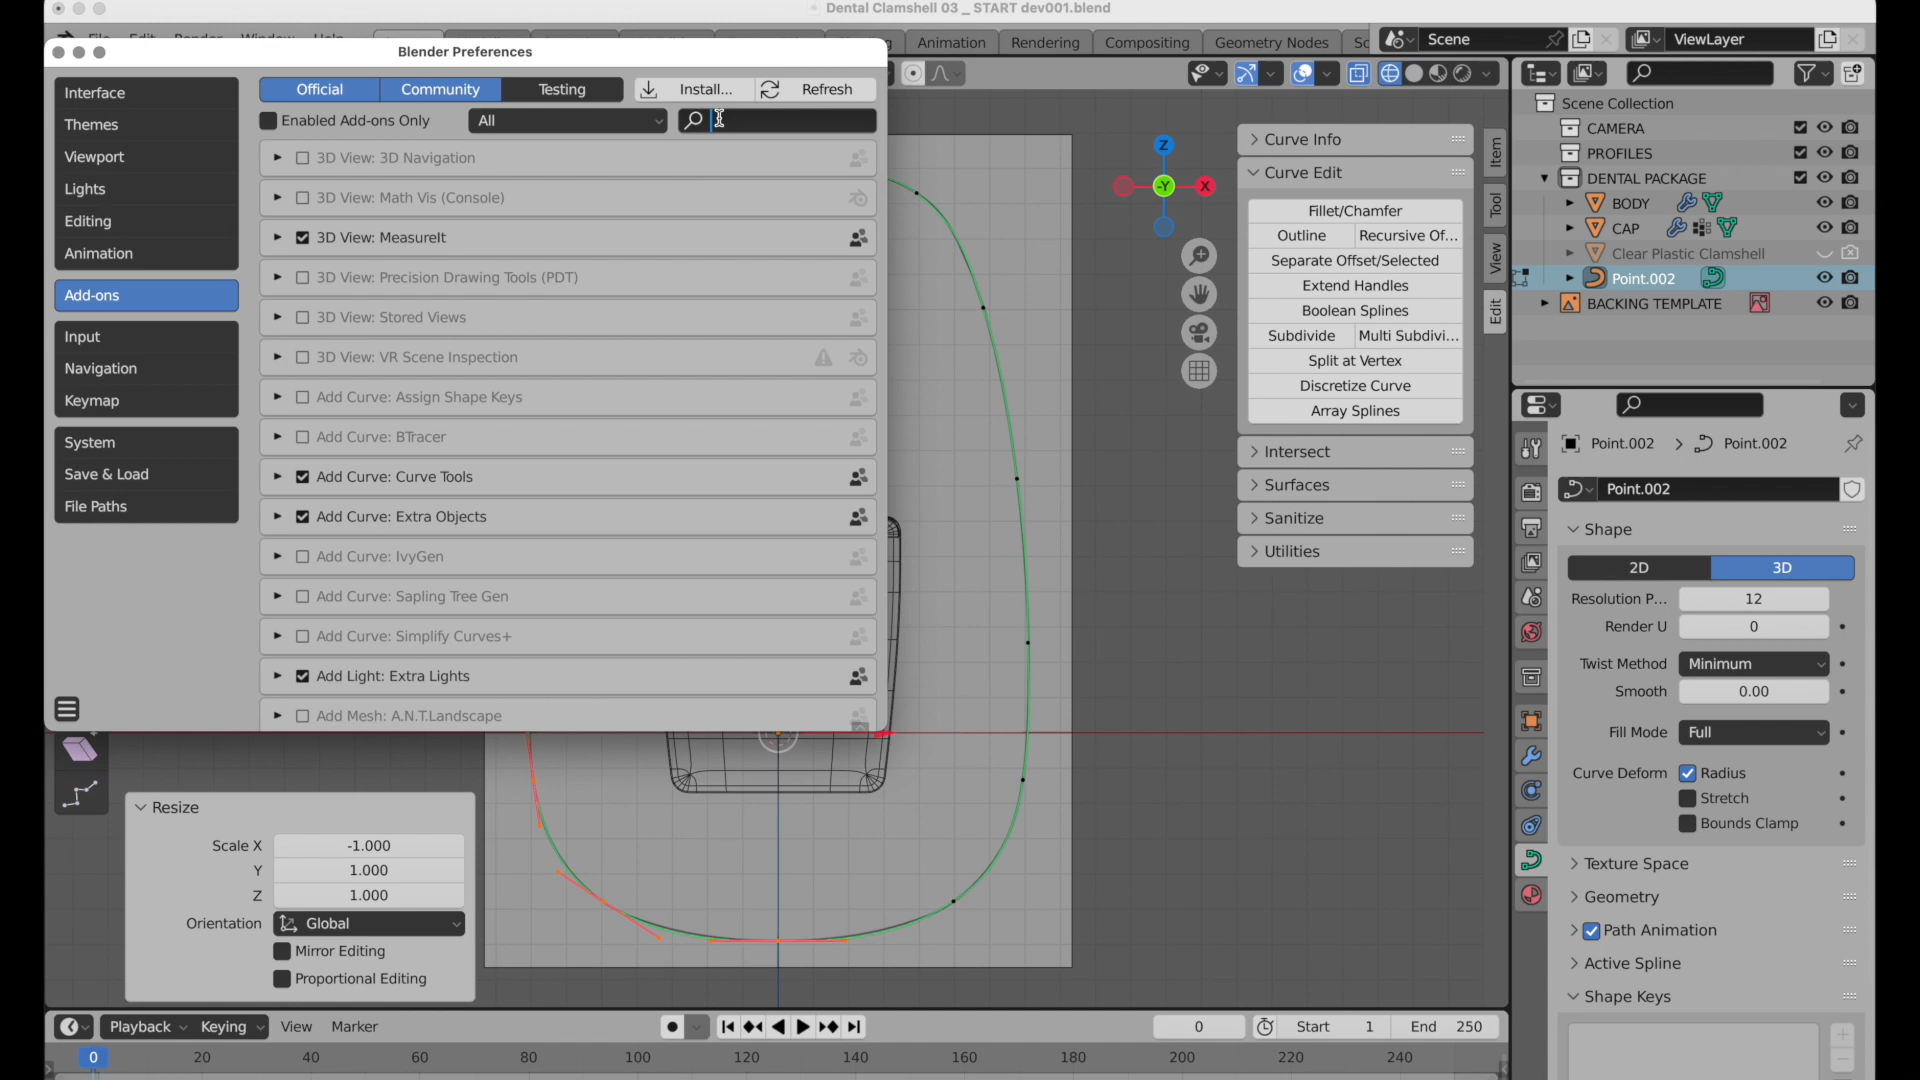 Dental Clamshell 03 _ START dev001.blend
Blender Preferences
Animation
Rendering
Compositing
Geometry Nodes
Sc
Scene
ViewLayer
Interface
Themes
Viewport
Lights
Editing
Animation
Add-ons
Input
Navigation
Keymap
System
Save & Load
File Paths
Official
Community
Testing
Install...
Refresh
Enabled Add-ons Only
All
3D View: 3D Navigation
3D View: Math Vis (Console)
3D View: MeasureIt
3D View: Precision Drawing Tools (PDT)
3D View: Stored Views
3D View: VR Scene Inspection
Add Curve: Assign Shape Keys
Add Curve: BTracer
Add Curve: Curve Tools
Add Curve: Extra Objects
Add Curve: IvyGen
Add Curve: Sapling Tree Gen
Add Curve: Simplify Curves+
Add Light: Extra Lights
Add Mesh: A.N.T.Landscape
Z
-Y
X
Curve Info
Curve Edit
Fillet/Chamfer
Outline
Recursive Of...
Separate Offset/Selected
Extend Handles
Boolean Splines
Subdivide
Multi Subdivi...
Split at Vertex
Discretize Curve
Array Splines
Intersect
Surfaces
Sanitize
Utilities
Item
Tool
View
Edit
Scene Collection
CAMERA
PROFILES
DENTAL PACKAGE
BODY
CAP
Clear Plastic Clamshell
Point.002
BACKING TEMPLATE
Point.002
Point.002
Point.002
Shape
2D
3D
Resolution P...
12
Render U
0
Twist Method
Minimum
Smooth
0.00
Fill Mode
Full
Curve Deform
Radius
Stretch
Bounds Clamp
Texture Space
Geometry
Path Animation
Active Spline
Shape Keys
Resize
Scale X
-1.000
Y
1.000
Z
1.000
Orientation
Global
Mirror Editing
Proportional Editing
Playback
Keying
View
Marker
0
Start
1
End
250
0
20
40
60
80
100
120
140
160
180
200
220
240